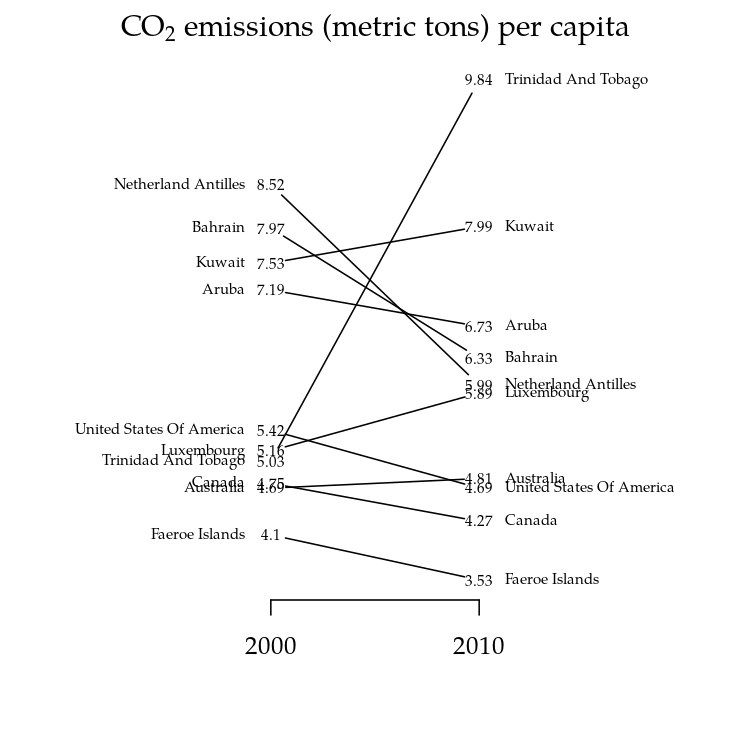 CO₂ emissions (metric tons) per capita
9.84 Trinidad And Tobago
Netherland Antilles 8.52
Bahrain 7.97
7.99 Kuwait
Kuwait 7.53
Aruba 7.19
6.73 Aruba
6.33 Bahrain
5.99 Netherland Antilles
5.89 Luxembourg
United States Of America 5.42
Luxembourg 5.16
Trinidad And Tobago 5.03
Canada 4.75
4.81 Australia
Australia 4.69
4.69 United States Of America
4.27 Canada
Faeroe Islands 4.1
3.53 Faeroe Islands
2000 2010